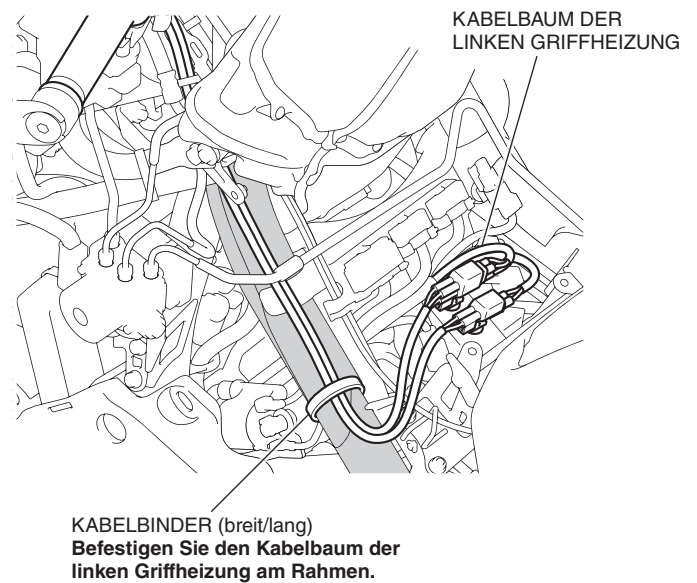 KABELBAUM DER
LINKEN GRIFFHEIZUNG
KABELBINDER (breit/lang)
Befestigen Sie den Kabelbaum der
linken Griffheizung am Rahmen.